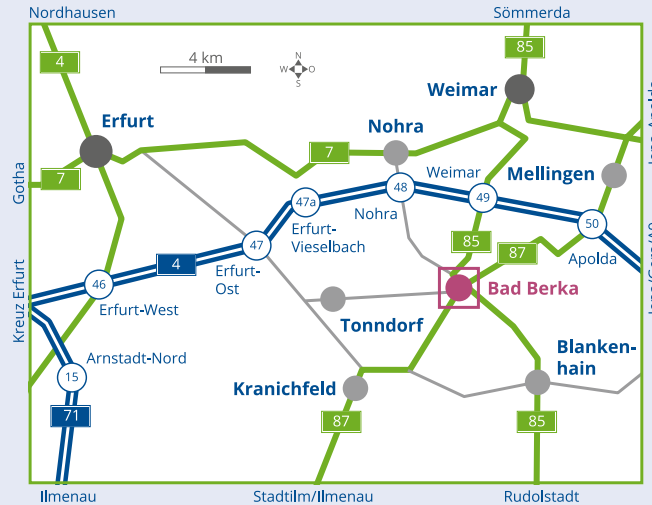 Nordhausen
Sömmerda
4
85
4 km
N
W
O
S
Weimar
Erfurt
Nohra
7
7
Gotha
Mellingen
Weimar
48
49
47a
Nohra
50
Erfurt-
Vieselbach
85
87
Apolda
47
4
Erfurt-
Ost
46
Erfurt-West
Kreuz Erfurt
Bad Berka
Tonndorf
Arnstadt-Nord
15
Blanken-
hain
Kranichfeld
71
87
85
Ilmenau
Stadtilm/Ilmenau
Rudolstadt